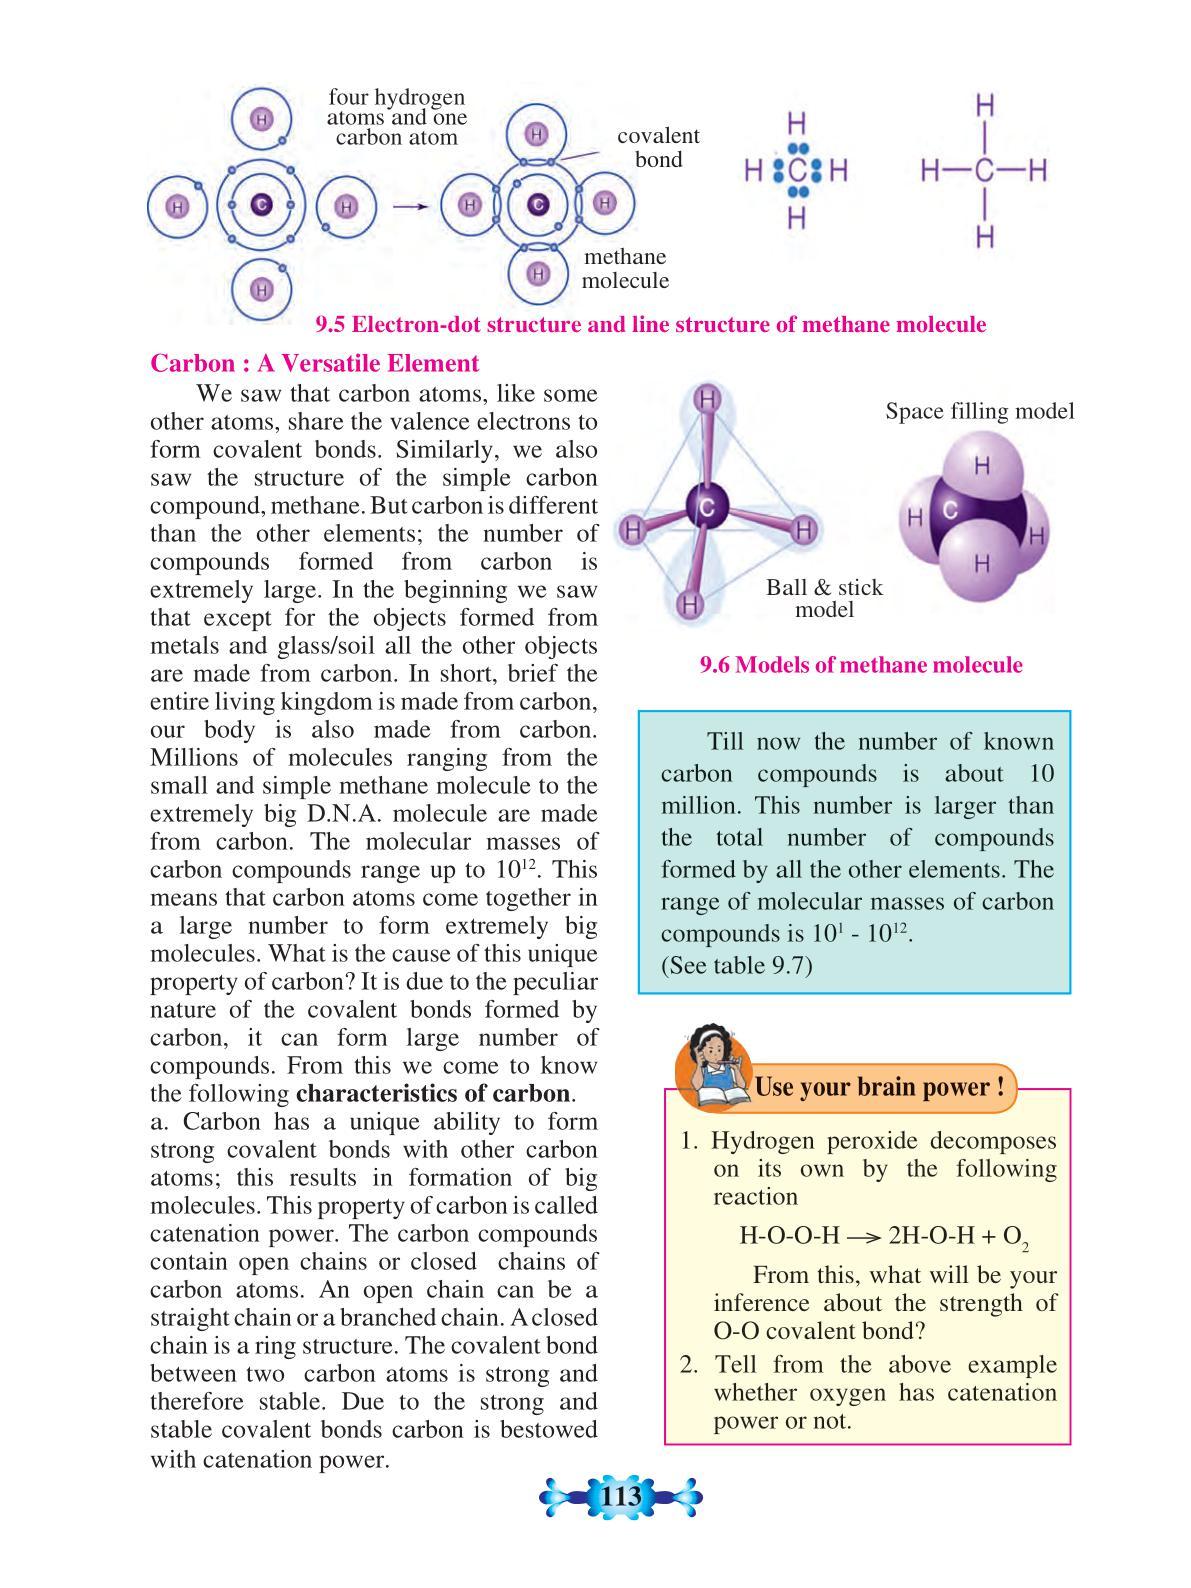 four hydrogen
atoms and one
carbon atom
H
H
C
H
H
H
covalent
bond
H
C
H
methane
molecule
H
H
H C H
H
H
H—C—H
H
9.5 Electron-dot structure and line structure of methane molecule
Carbon : A Versatile Element
We saw that carbon atoms, like some
other atoms, share the valence electrons to
form covalent bonds. Similarly, we also
saw the structure of the simple carbon
compound, methane. But carbon is different
than the other elements; the number of
compounds formed from carbon is
extremely large. In the beginning we saw
that except for the objects formed from
metals and glass/soil all the other objects
are made from carbon. In short, brief the
entire living kingdom is made from carbon,
our body is also made from carbon.
Millions of molecules ranging from the
small and simple methane molecule to the
extremely big D.N.A. molecule are made
from carbon. The molecular masses of
carbon compounds range up to 10¹². This
means that carbon atoms come together in
a large number to form extremely big
molecules. What is the cause of this unique
property of carbon? It is due to the peculiar
nature of the covalent bonds formed by
carbon, it can form large number of
compounds. From this we come to know
the following characteristics of carbon.
a. Carbon has a unique ability to form
strong covalent bonds with other carbon
atoms; this results in formation of big
molecules. This property of carbon is called
catenation power. The carbon compounds
contain open chains or closed chains of
carbon atoms. An open chain can be a
straight chain or a branched chain. A closed
chain is a ring structure. The covalent bond
between two carbon atoms is strong and
therefore stable. Due to the strong and
stable covalent bonds carbon is bestowed
with catenation power.
H
C
H
H
H
Ball & stick
model
Space filling model
H
H
C
H
H
9.6 Models of methane molecule
Till now the number of known
carbon compounds is about 10
million. This number is larger than
the total number of compounds
formed by all the other elements. The
range of molecular masses of carbon
compounds is 10¹ - 10¹².
(See table 9.7)
Use your brain power !
1. Hydrogen peroxide decomposes
on its own by the following
reaction
H-O-O-H → 2H-O-H + O₂
From this, what will be your
inference about the strength of
O-O covalent bond?
2. Tell from the above example
whether oxygen has catenation
power or not.
113